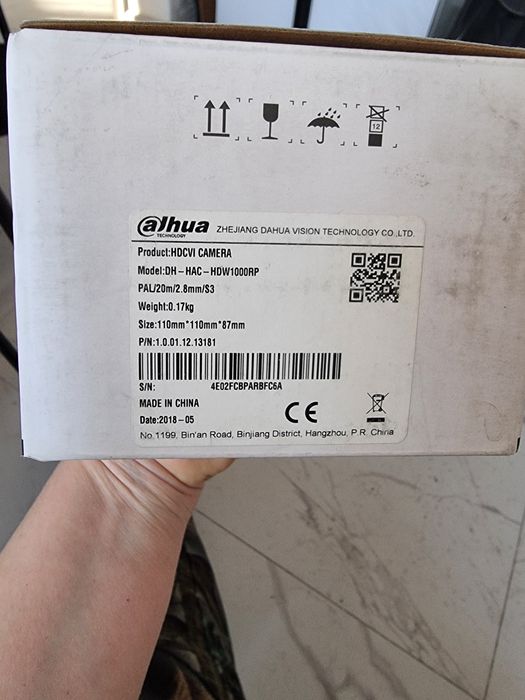 12
alhua
TECHNOLOGY
ZHEJIANG DAHUA VISION TECHNOLOGY CO.,LTD.
Product:HDCVI CAMERA
Model:DH-HAC-HDW1000RP
PAL/20m/2.8mm/S3
Weight:0.17kg
Size:110mm*110mm*87mm
P/N:1.0.01.12.13181
S/N: 4E02FCBPARBFC6A
MADE IN CHINA
CE
Date:2018-05
No.1199, Bin'an Road, Binjiang District, Hangzhou, P.R. China